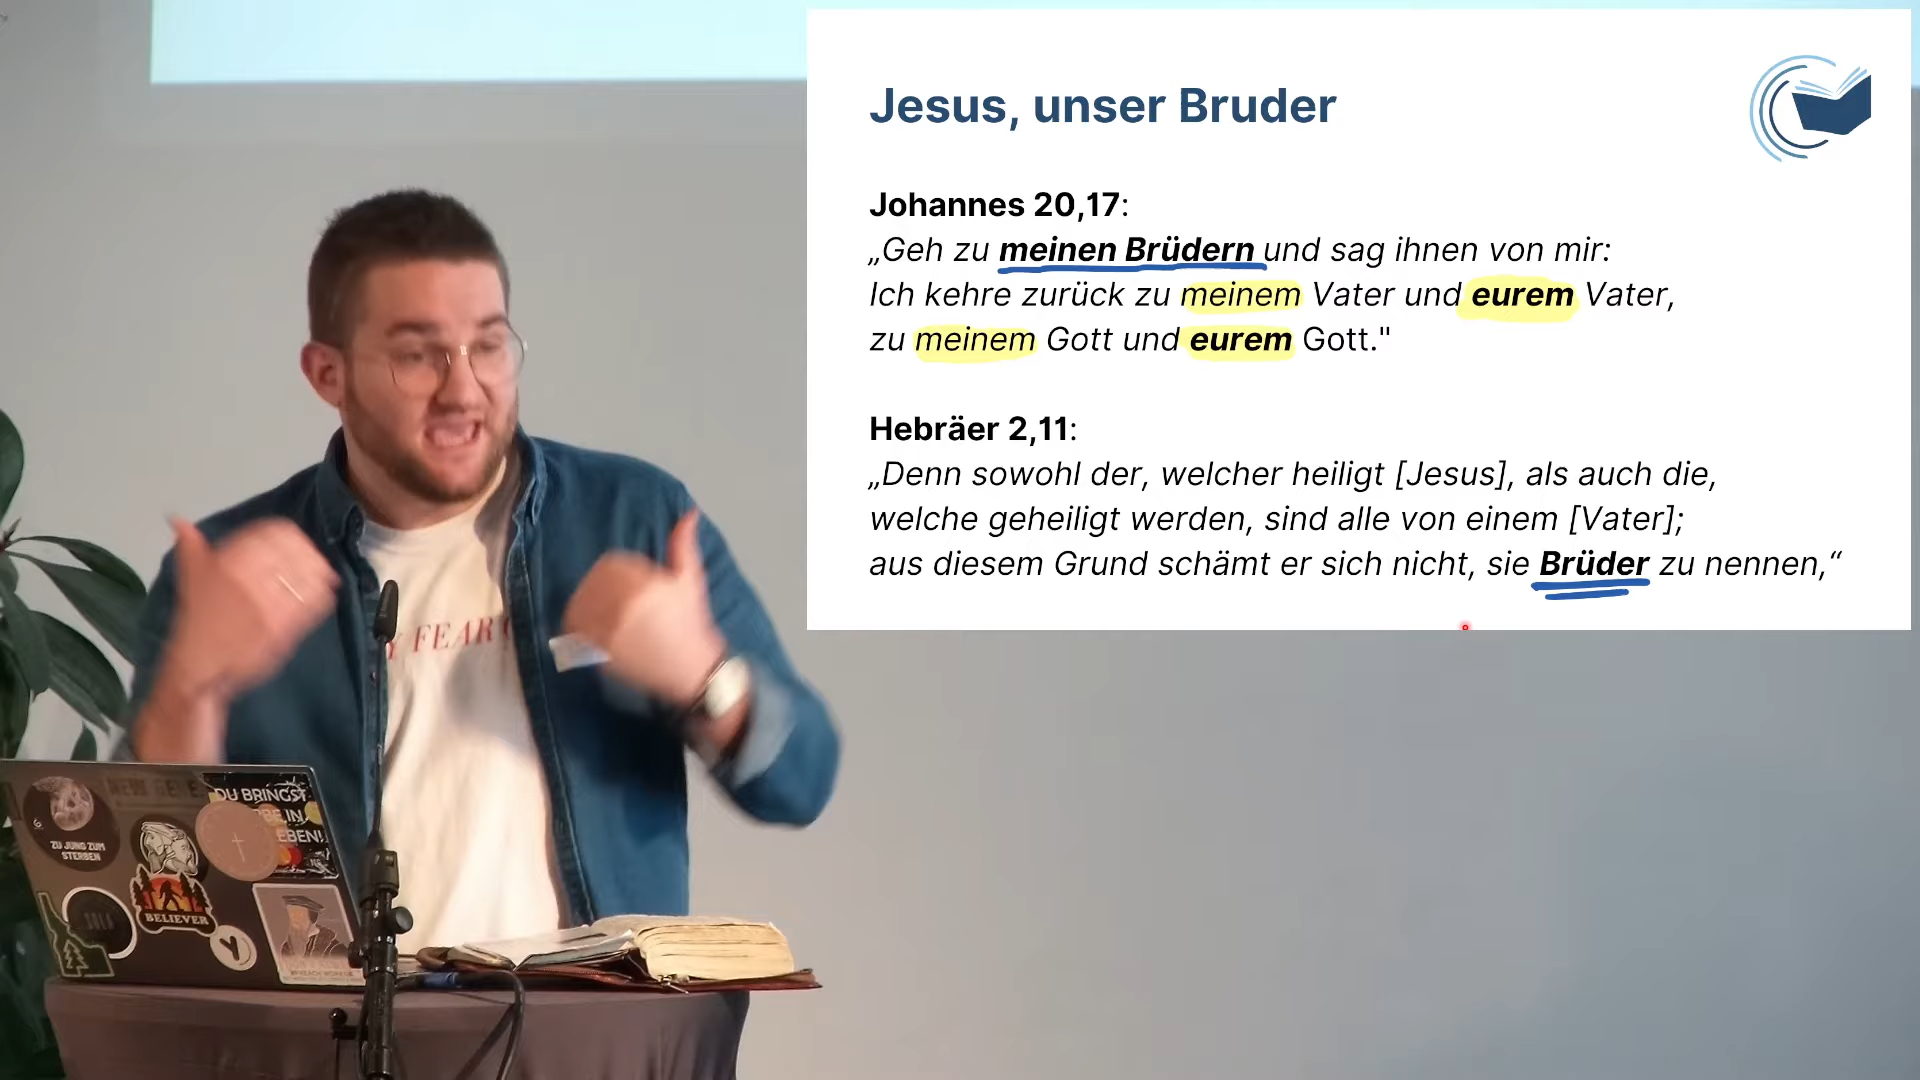 Jesus, unser Bruder
Johannes 20,17:
„Geh zu meinen Brüdern und sag ihnen von mir:
Ich kehre zurück zu meinem Vater und eurem Vater,
zu meinem Gott und eurem Gott."
Hebräer 2,11:
„Denn sowohl der, welcher heiligt [Jesus], als auch die,
welche geheiligt werden, sind alle von einem [Vater];
aus diesem Grund schämt er sich nicht, sie Brüder zu nennen,“
FEAR
DU BRINGST
IN
EBEN!
ZU JUNG ZUM
STERBEN
BELIEVER